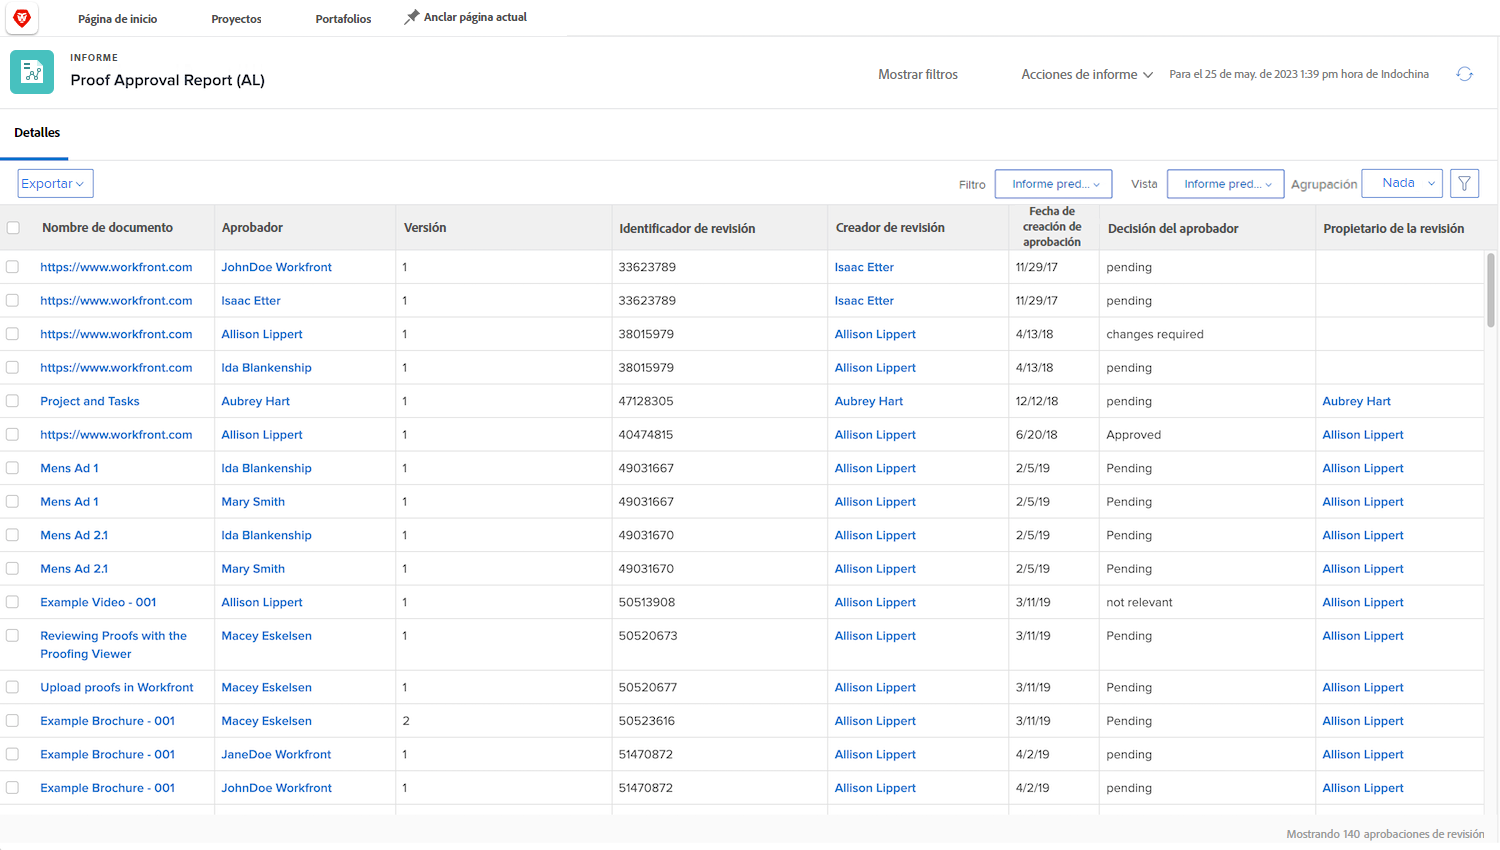 Página de inicio Proyectos Portafolios Anclar página actual
INFORME
Proof Approval Report (AL)
Mostrar filtros Acciones de informe Para el 25 de may. de 2023 1:39 pm hora de Indochina
Detalles
Exportar Filtro Informe pred... Vista Informe pred... Agrupación Nada
Nombre de documento Aprobador Versión Identificador de revisión Creador de revisión Fecha de creación de aprobación Decisión del aprobador Propietario de la revisión
https://www.workfront.com JohnDoe Workfront 1 33623789 Isaac Etter 11/29/17 pending
https://www.workfront.com Isaac Etter 1 33623789 Isaac Etter 11/29/17 pending
https://www.workfront.com Allison Lippert 1 38015979 Allison Lippert 4/13/18 changes required
https://www.workfront.com Ida Blankenship 1 38015979 Allison Lippert 4/13/18 pending
Project and Tasks Aubrey Hart 1 47128305 Aubrey Hart 12/12/18 pending Aubrey Hart
https://www.workfront.com Allison Lippert 1 40474815 Allison Lippert 6/20/18 Approved Allison Lippert
Mens Ad 1 Ida Blankenship 1 49031667 Allison Lippert 2/5/19 Pending Allison Lippert
Mens Ad 1 Mary Smith 1 49031667 Allison Lippert 2/5/19 Pending Allison Lippert
Mens Ad 2.1 Ida Blankenship 1 49031670 Allison Lippert 2/5/19 Pending Allison Lippert
Mens Ad 2.1 Mary Smith 1 49031670 Allison Lippert 2/5/19 Pending Allison Lippert
Example Video - 001 Allison Lippert 1 50513908 Allison Lippert 3/11/19 not relevant Allison Lippert
Reviewing Proofs with the Proofing Viewer Macey Eskelsen 1 50520673 Allison Lippert 3/11/19 Pending Allison Lippert
Upload proofs in Workfront Macey Eskelsen 1 50520677 Allison Lippert 3/11/19 Pending Allison Lippert
Example Brochure - 001 Macey Eskelsen 2 50523616 Allison Lippert 3/11/19 Pending Allison Lippert
Example Brochure - 001 JaneDoe Workfront 1 51470872 Allison Lippert 4/2/19 pending Allison Lippert
Example Brochure - 001 JohnDoe Workfront 1 51470872 Allison Lippert 4/2/19 pending Allison Lippert
Mostrando 140 aprobaciones de revisión